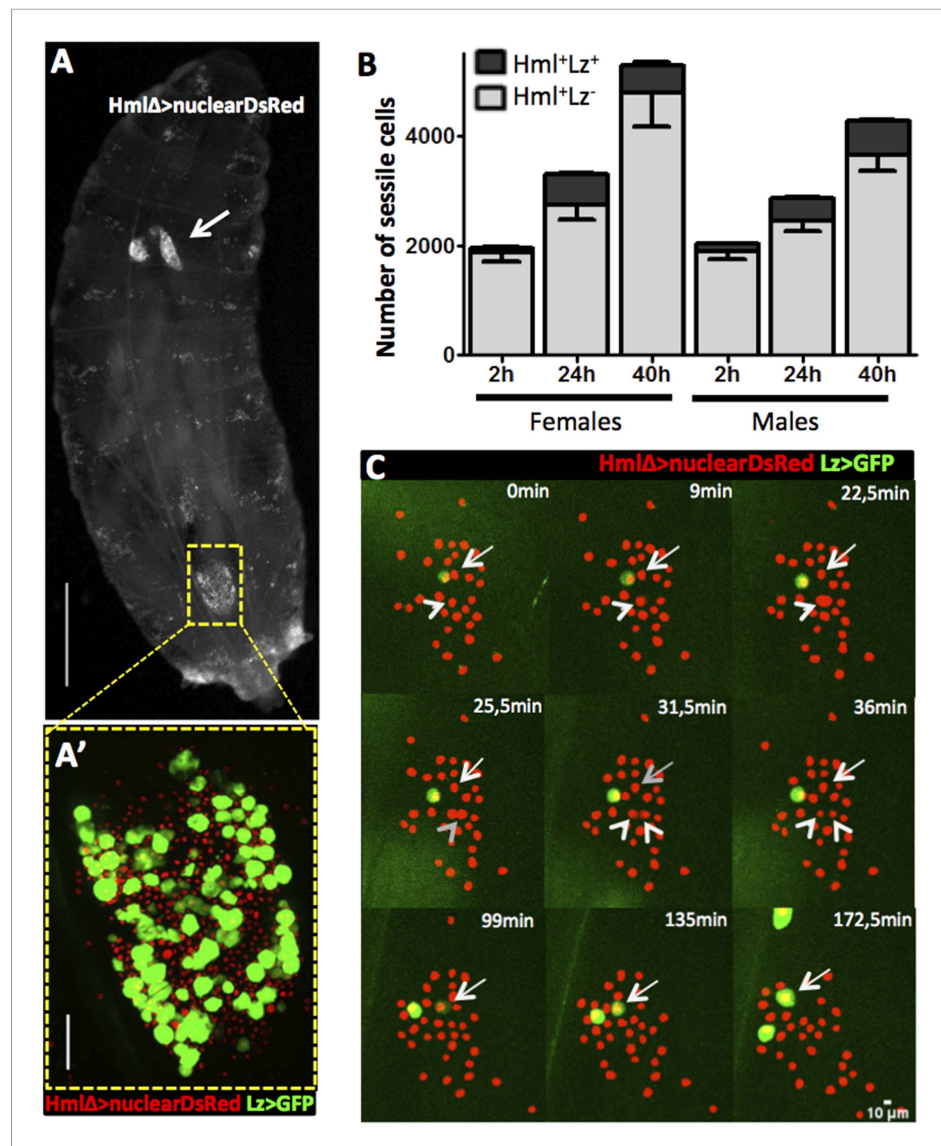 A
HmlΔ>nuclearDsRed
A’
HmlΔ>nuclearDsRed Lz>GFP
B
Hml⁺Lz⁺
Hml⁺Lz⁻
Number of sessile cells
4000
2000
0
2h 24h 40h 2h 24h 40h
Females Males
C
HmlΔ>nuclearDsRed Lz>GFP
0min 9min 22,5min
25,5min 31,5min 36min
99min 135min 172,5min
10 µm